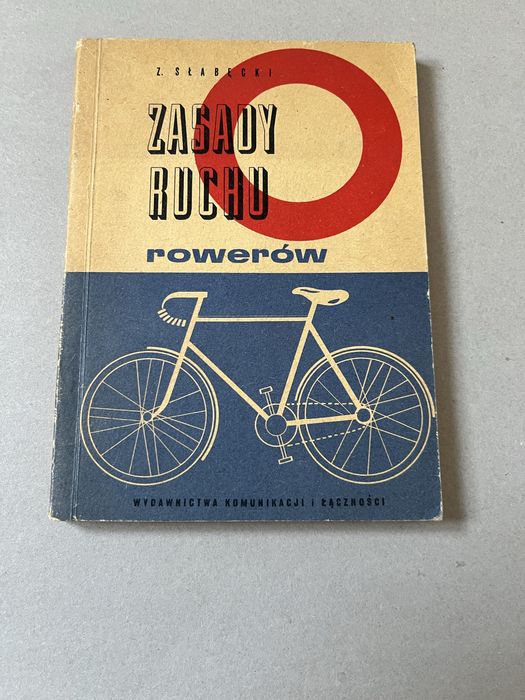 Z. SŁABĘCKI
ZASADY
RUCHU
rowerów
WYDAWNICTWA KOMUNIKACJI i ŁĄCZNOŚCI